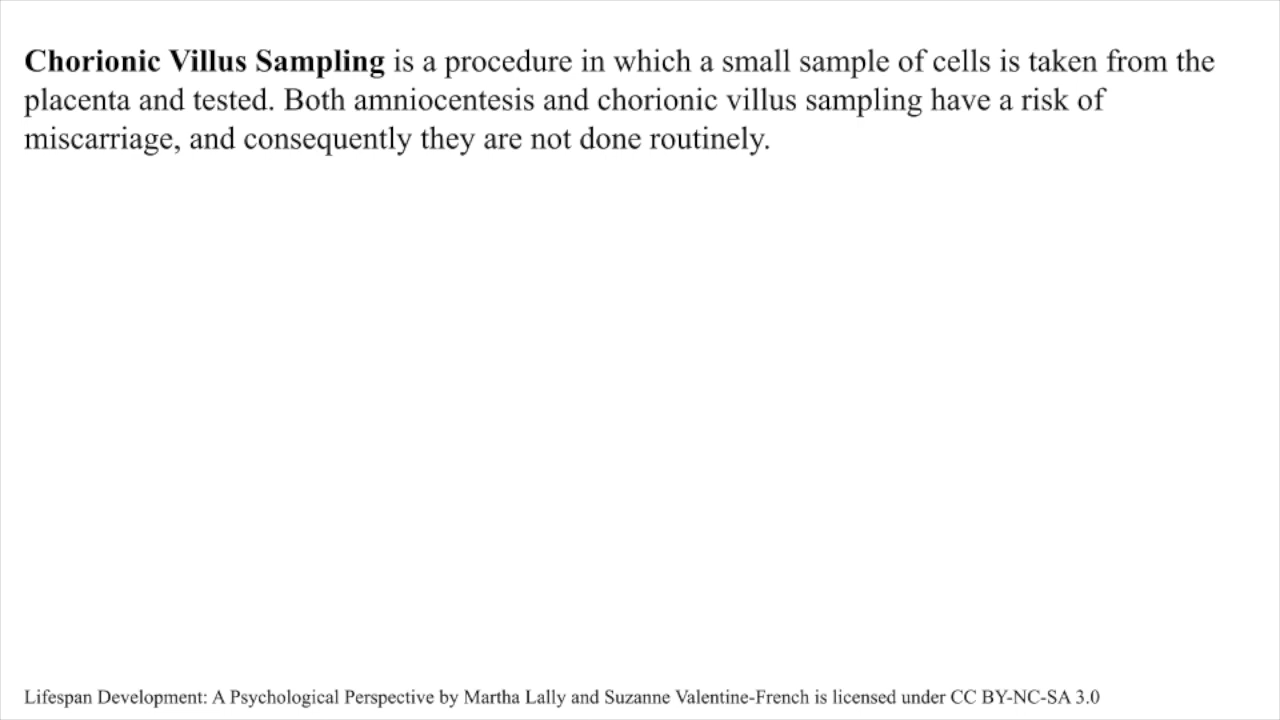 Chorionic Villus Sampling is a procedure in which a small sample of cells is taken from the
placenta and tested. Both amniocentesis and chorionic villus sampling have a risk of
miscarriage, and consequently they are not done routinely.
Lifespan Development: A Psychological Perspective by Martha Lally and Suzanne Valentine-French is licensed under CC BY-NC-SA 3.0